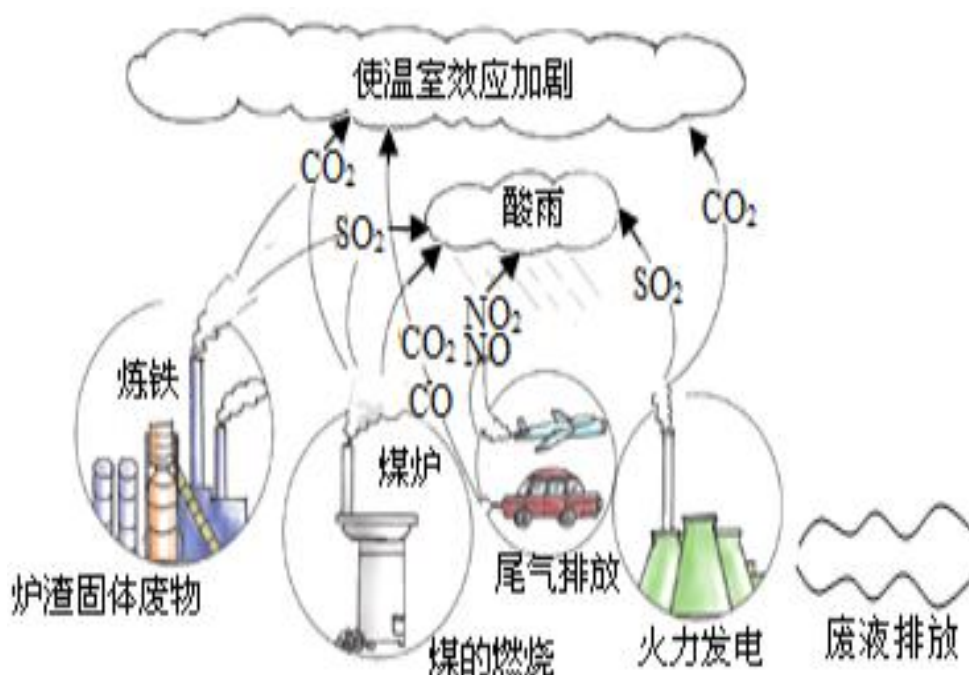 使温室效应加剧
CO₂
酸雨
CO₂
SO₂
SO₂
NO₂
CO₂
NO
炼铁
CO
煤炉
尾气排放
炉渣固体废物
煤的燃烧
火力发电
废液排放